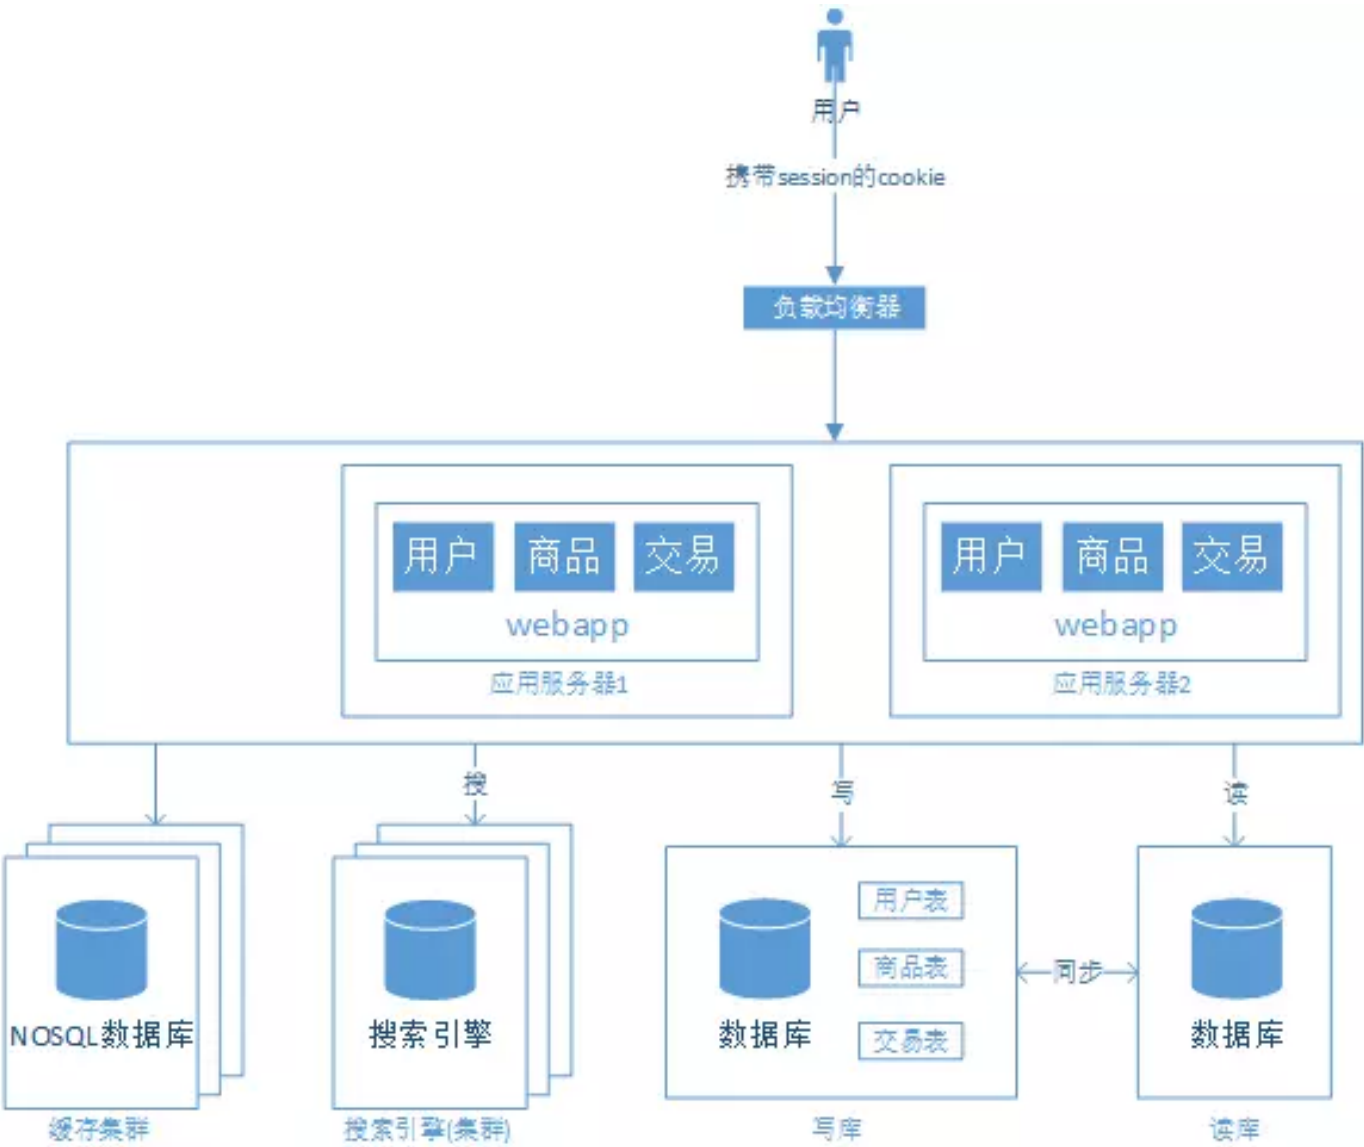 用户
携带session的cookie
负载均衡器
用户 商品 交易
webapp
应用服务器1
用户 商品 交易
webapp
应用服务器2
搜
写
读
NOSQL数据库
缓存集群
搜索引擎
搜索引擎(集群)
数据库
用户表
商品表
交易表
写库
同步
数据库
读库